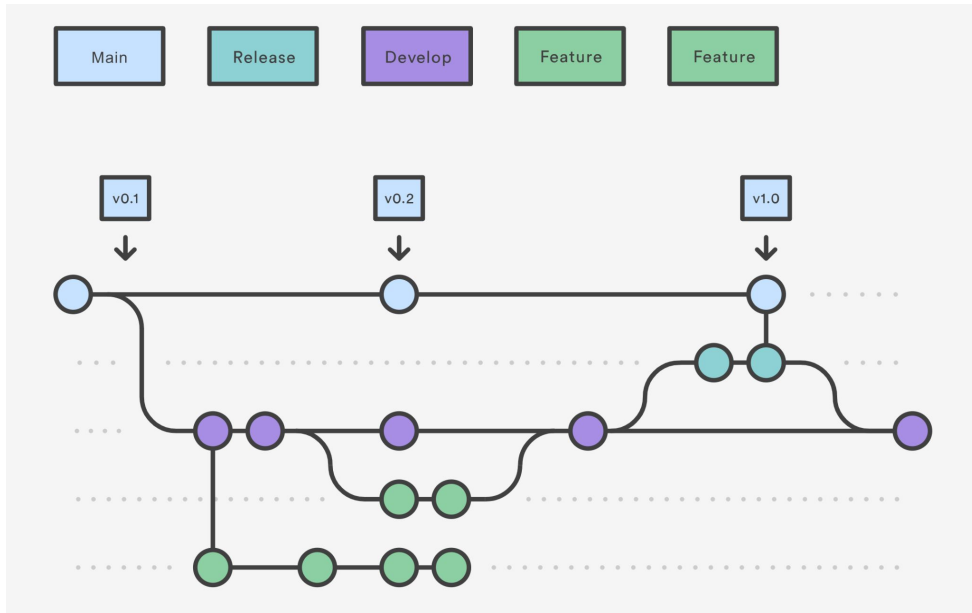 Main
Release
Develop
Feature
Feature
v0.1
v0.2
v1.0